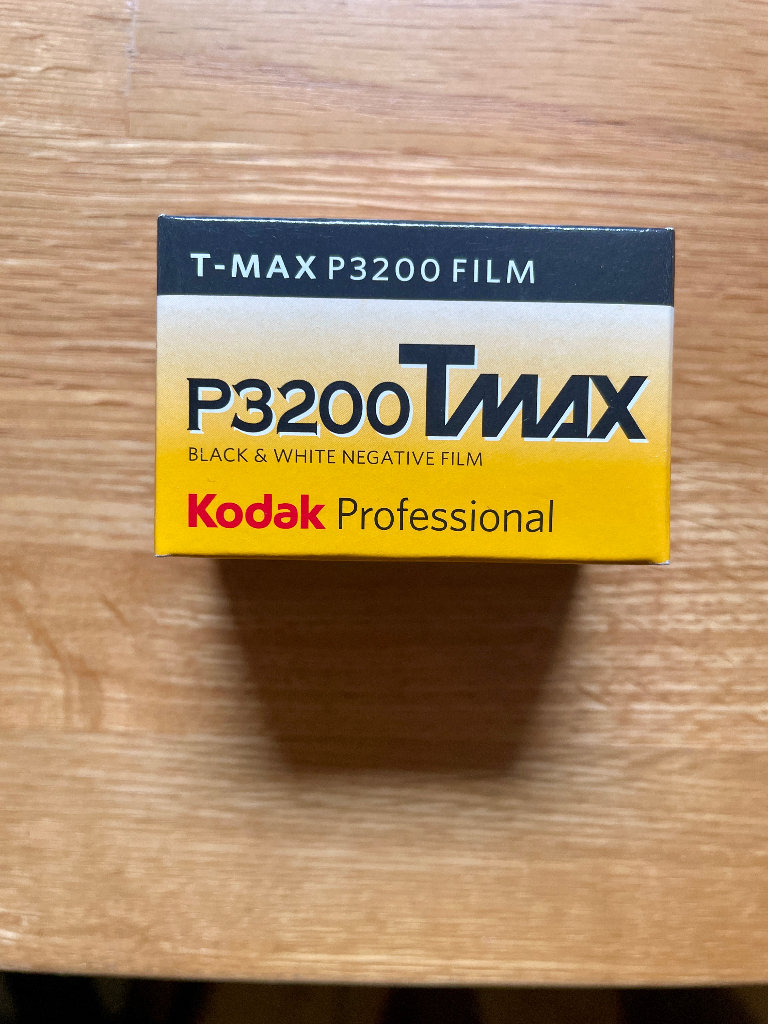 T-MAX P3200 FILM
P3200 TMAX
BLACK & WHITE NEGATIVE FILM
Kodak Professional